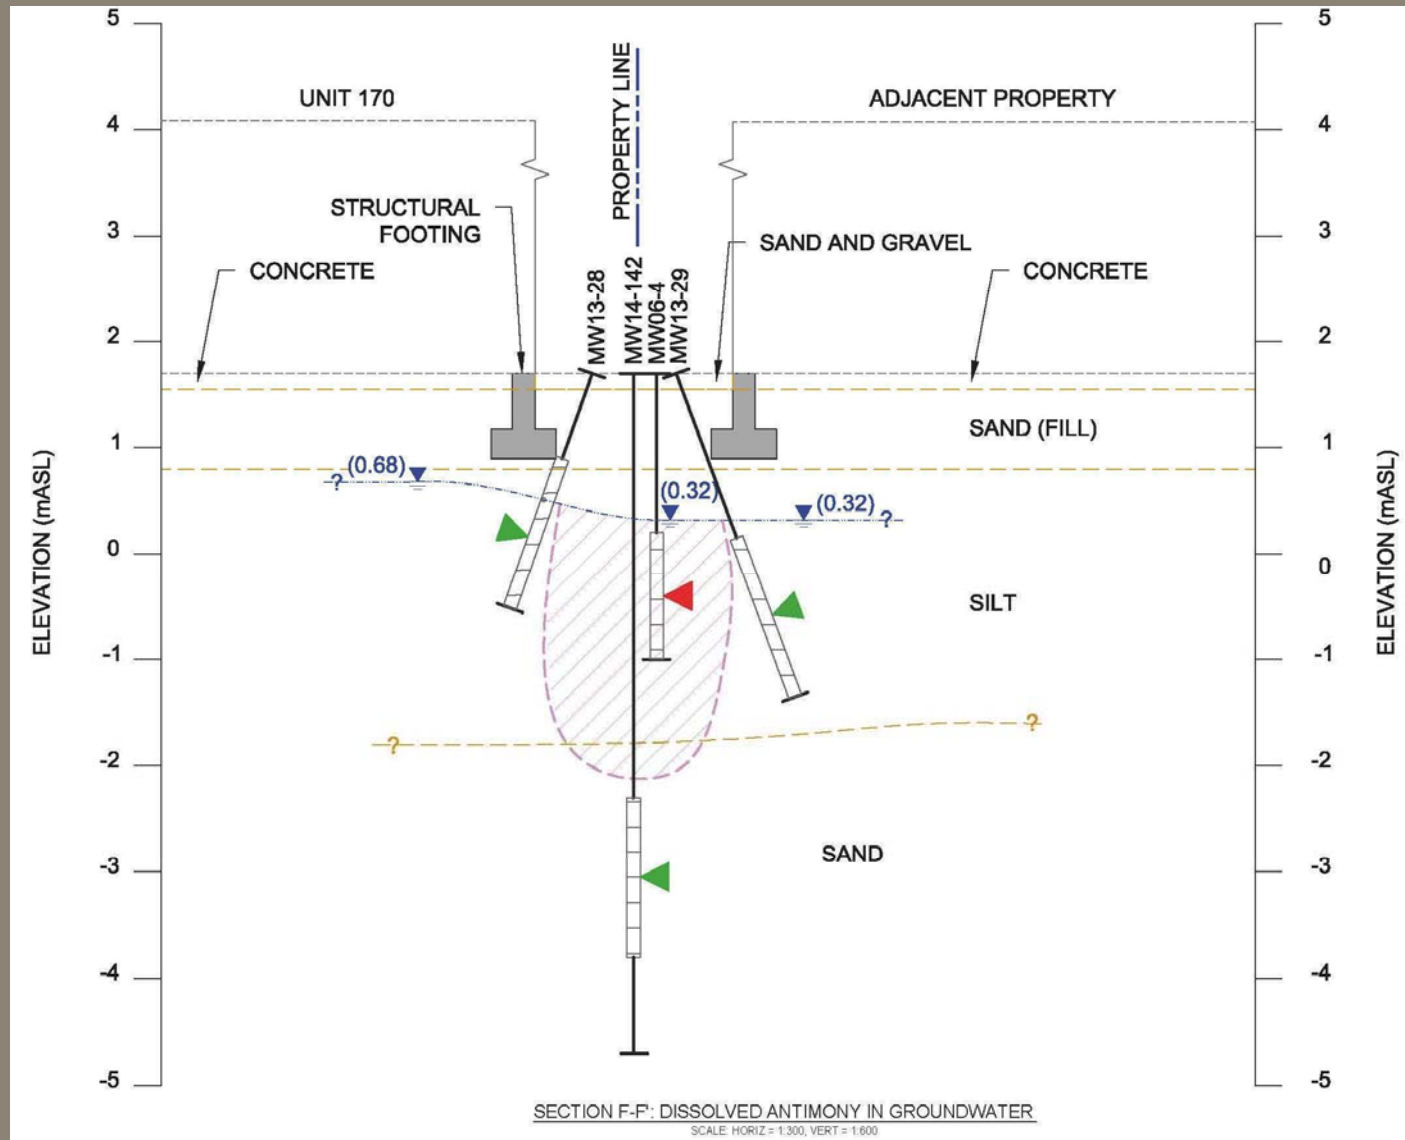 5
5
UNIT 170
PROPERTY LINE
ADJACENT PROPERTY
4
4
STRUCTURAL
FOOTING
3
3
SAND AND GRAVEL
CONCRETE
CONCRETE
MW13-28
MW14-142
MW06-4
MW13-29
2
2
SAND (FILL)
1
1
?
(0.68)
(0.32)
(0.32)
?
ELEVATION (mASL)
ELEVATION (mASL)
0
0
SILT
-1
-1
?
?
-2
-2
SAND
-3
-3
-4
-4
-5
-5
SECTION F-F': DISSOLVED ANTIMONY IN GROUNDWATER
SCALE: HORIZ = 1:300, VERT = 1:600